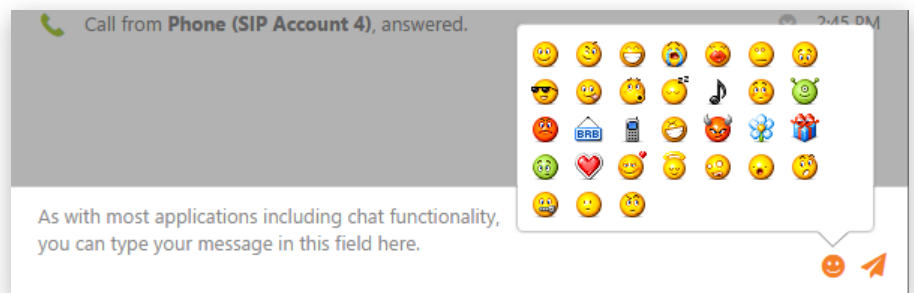 Call from Phone (SIP Account 4), answered. 2:45 PM
zz
BRB
As with most applications including chat functionality,
you can type your message in this field here.